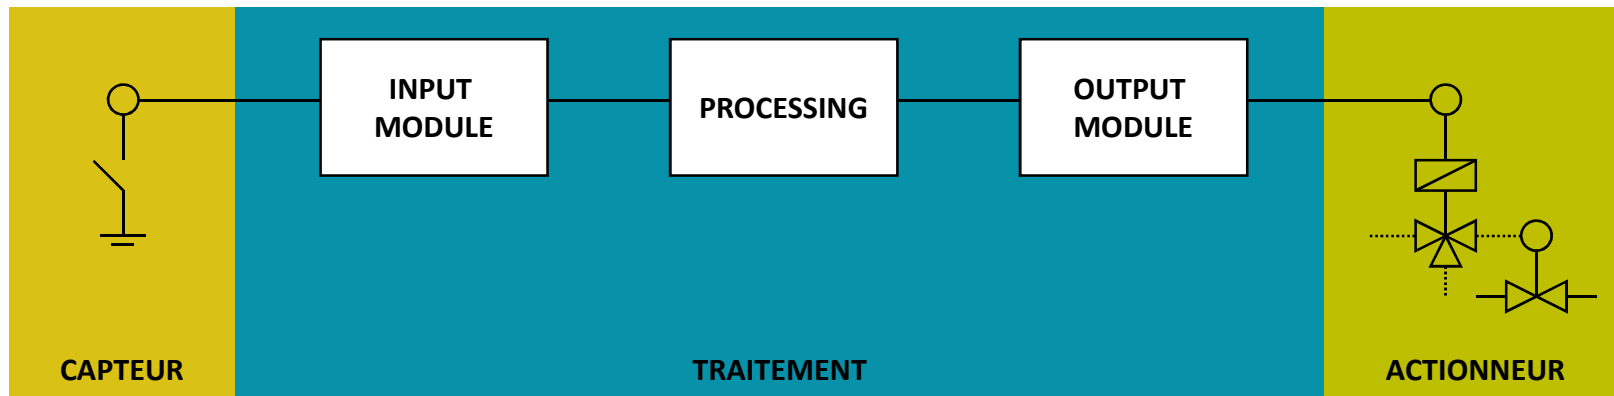 INPUT
MODULE
PROCESSING
OUTPUT
MODULE
CAPTEUR
TRAITEMENT
ACTIONNEUR